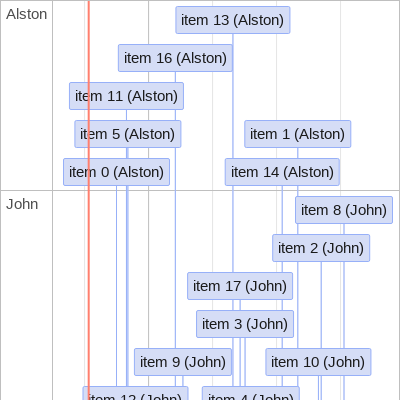 Alston
item 13 (Alston)
item 16 (Alston)
item 11 (Alston)
item 5 (Alston)
item 1 (Alston)
item 0 (Alston)
item 14 (Alston)
John
item 8 (John)
item 2 (John)
item 17 (John)
item 3 (John)
item 9 (John)
item 10 (John)
item 12 (John)
item 4 (John)